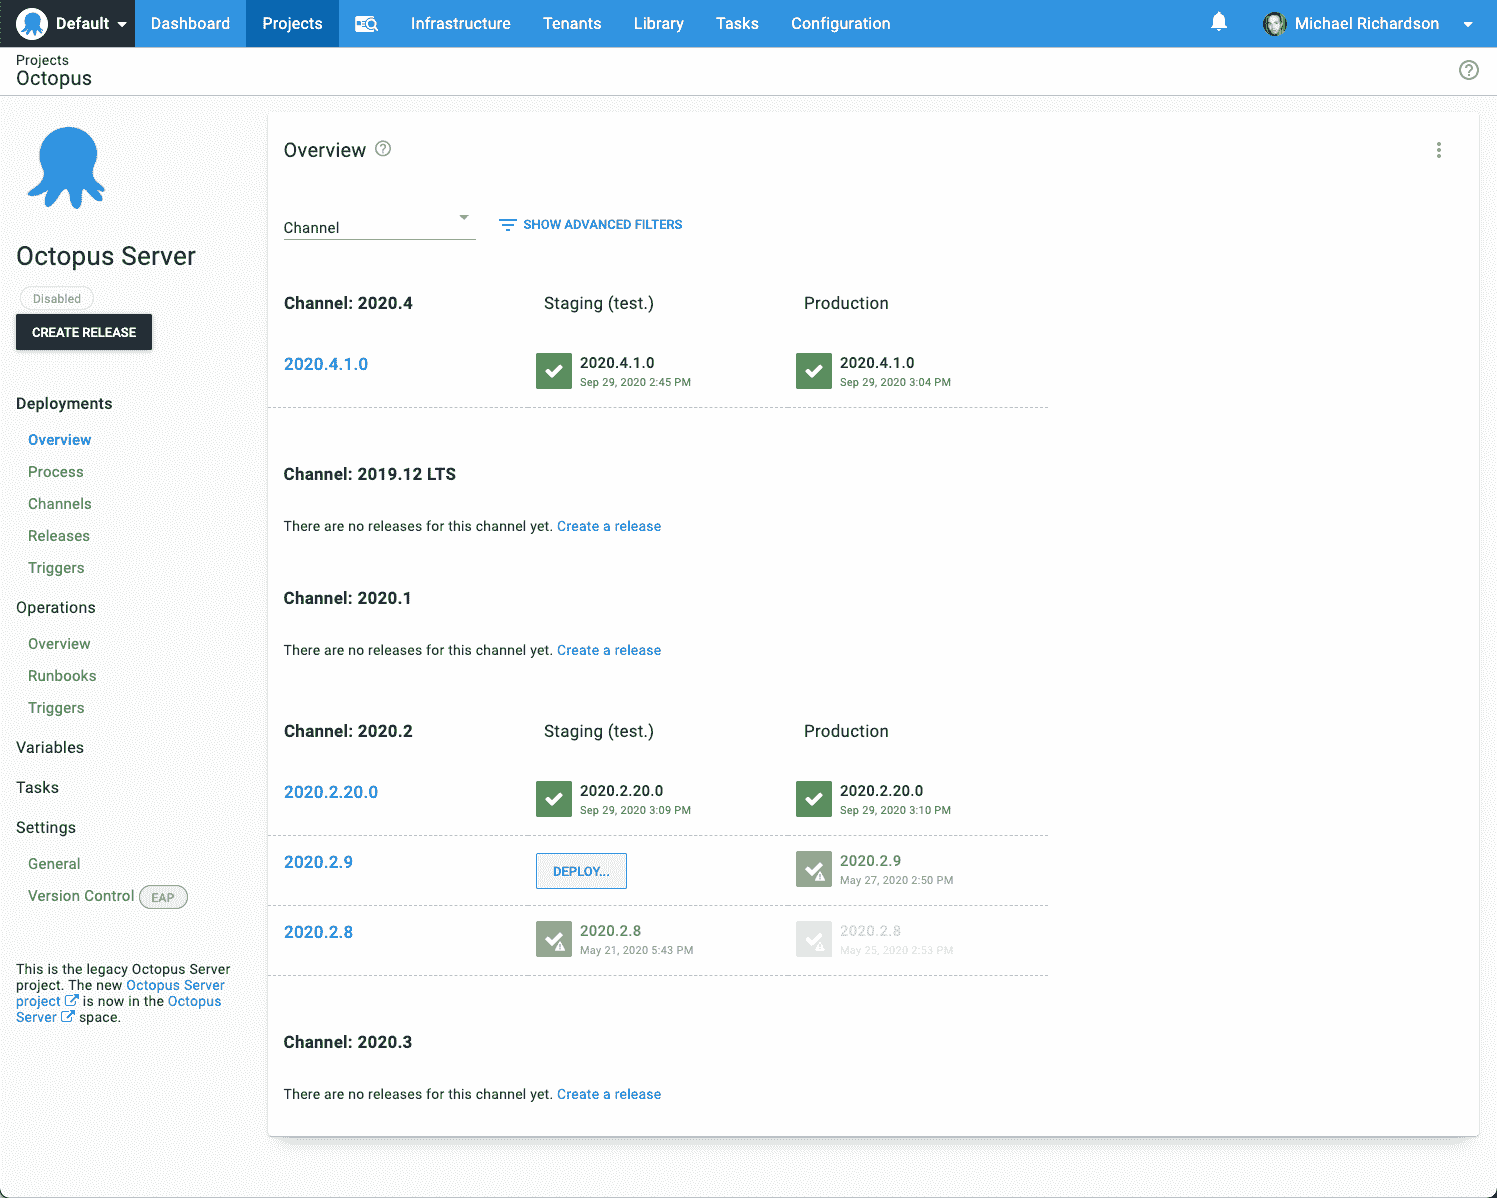 Default Dashboard Projects Infrastructure Tenants Library Tasks Configuration Michael Richardson
Projects
Octopus
Octopus Server
Disabled
CREATE RELEASE
Deployments
Overview
Process
Channels
Releases
Triggers
Operations
Overview
Runbooks
Triggers
Variables
Tasks
Settings
General
Version Control EAP
This is the legacy Octopus Server
project. The new Octopus Server
project is now in the Octopus
Server space.
Overview
Channel SHOW ADVANCED FILTERS
Channel: 2020.4 Staging (test.) Production
2020.4.1.0 2020.4.1.0 2020.4.1.0
Sep 29, 2020 2:45 PM Sep 29, 2020 3:04 PM
Channel: 2019.12 LTS
There are no releases for this channel yet. Create a release
Channel: 2020.1
There are no releases for this channel yet. Create a release
Channel: 2020.2 Staging (test.) Production
2020.2.20.0 2020.2.20.0 2020.2.20.0
Sep 29, 2020 3:09 PM Sep 29, 2020 3:10 PM
2020.2.9 DEPLOY... 2020.2.9
May 27, 2020 2:50 PM
2020.2.8 2020.2.8 2020.2.8
May 21, 2020 5:43 PM May 25, 2020 2:53 PM
Channel: 2020.3
There are no releases for this channel yet. Create a release